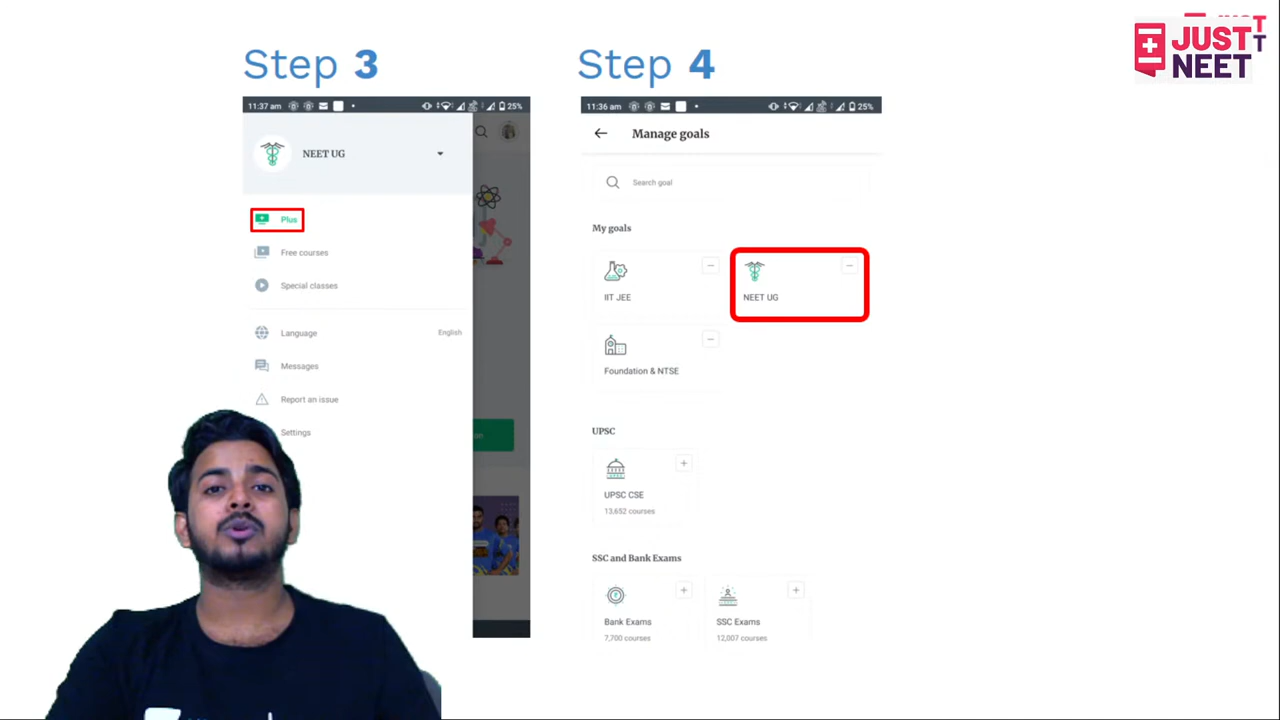 Step 3
Step 4
JUST
NEET
11:37 am
25%
NEET UG
Plus
Free courses
Special classes
Language
English
Messages
Report an issue
Settings
11:36 am
25%
Manage goals
Search goal
My goals
IIT JEE
NEET UG
Foundation & NTSE
UPSC
UPSC CSE
13,652 courses
SSC and Bank Exams
Bank Exams
SSC Exams
7,700 courses
12,007 courses